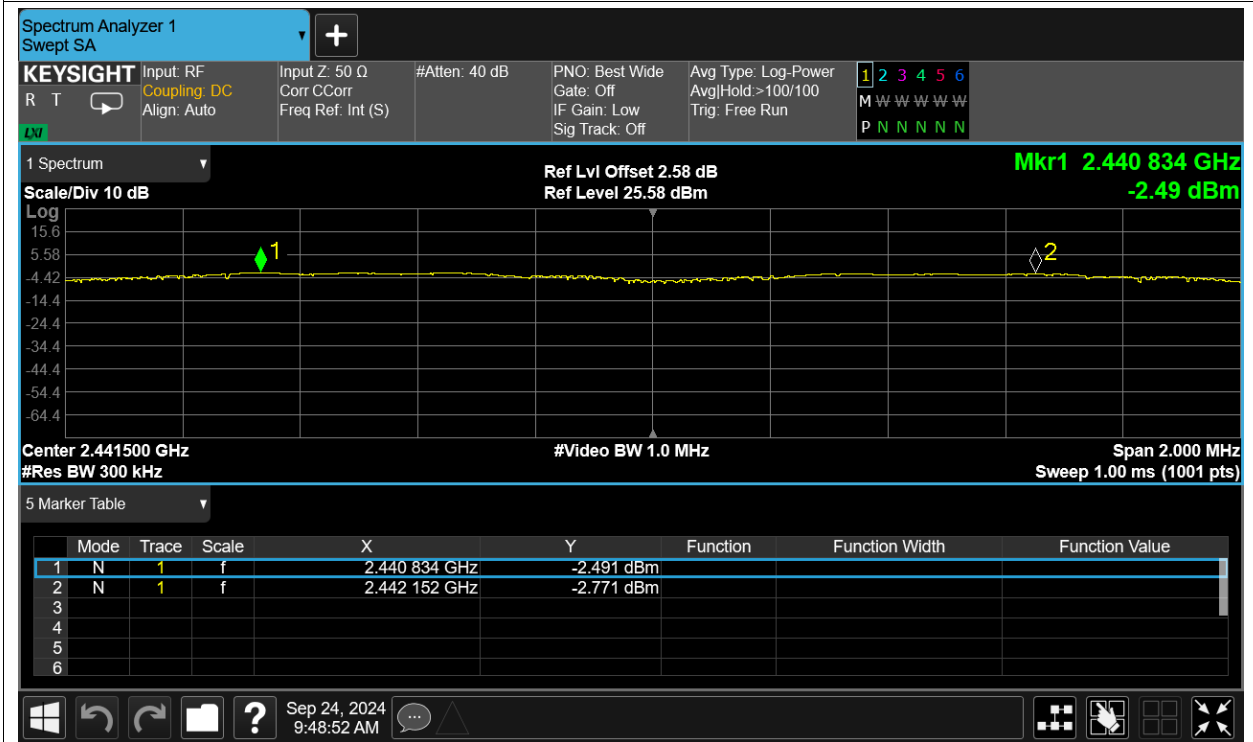 Spectrum Analyzer 1
Swept SA
KEYSIGHT
R T
LXI
Input: RF
Coupling: DC
Align: Auto
Input Z: 50 Ω
Corr CCorr
Freq Ref: Int (S)
#Atten: 40 dB
PNO: Best Wide
Gate: Off
IF Gain: Low
Sig Track: Off
Avg Type: Log-Power
Avg|Hold:>100/100
Trig: Free Run
1 2 3 4 5 6
M W W W W W
P N N N N N
1 Spectrum
Scale/Div 10 dB
Ref Lvl Offset 2.58 dB
Ref Level 25.58 dBm
Mkr1 2.440 834 GHz
-2.49 dBm
Log
15.6
5.58
-4.42
-14.4
-24.4
-34.4
-44.4
-54.4
-64.4
1
2
Center 2.441500 GHz
#Res BW 300 kHz
#Video BW 1.0 MHz
Span 2.000 MHz
Sweep 1.00 ms (1001 pts)
5 Marker Table
Mode Trace Scale X Y Function Function Width Function Value
1 N 1 f 2.440 834 GHz -2.491 dBm
2 N 1 f 2.442 152 GHz -2.771 dBm
3
4
5
6
?
Sep 24, 2024
9:48:52 AM